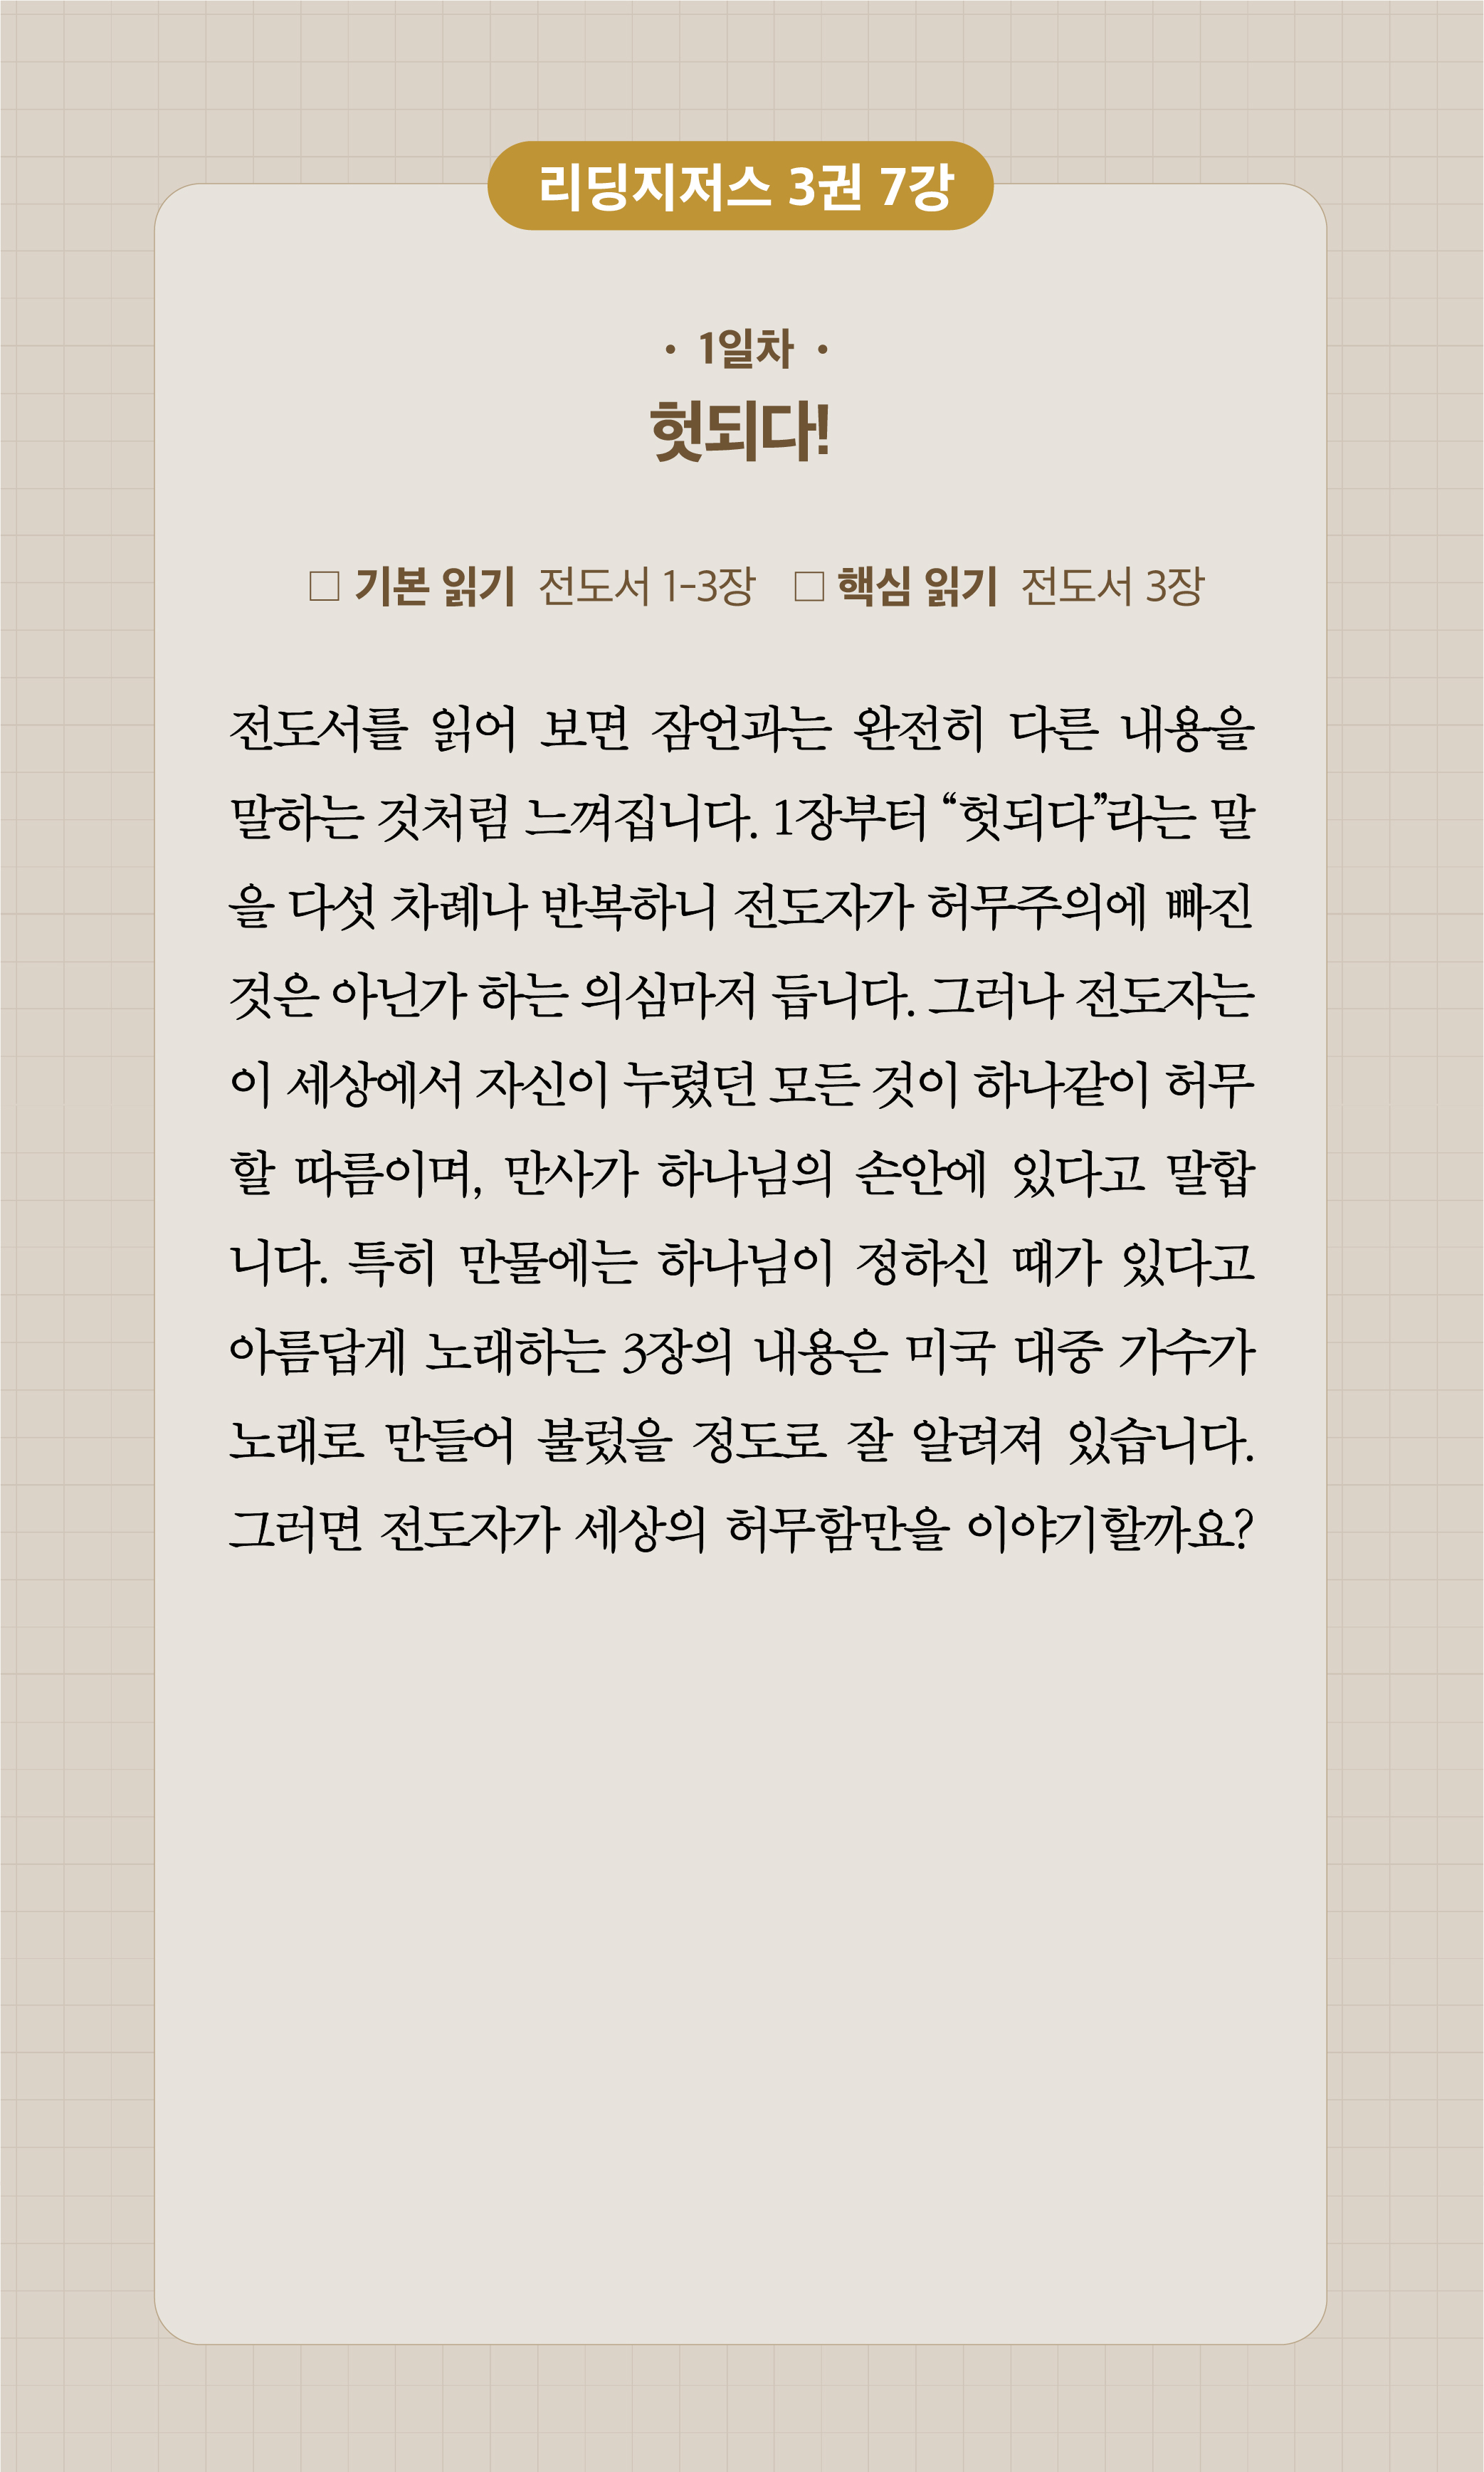 리딩지저스 3권 7강
· 1일차 ·
헛되다!
□ 기본 읽기 전도서 1-3장 □ 핵심 읽기 전도서 3장
전도서를 읽어 보면 잠언과는 완전히 다른 내용을
말하는 것처럼 느껴집니다. 1장부터 “헛되다”라는 말
을 다섯 차례나 반복하니 전도자가 허무주의에 빠진
것은 아닌가 하는 의심마저 듭니다. 그러나 전도자는
이 세상에서 자신이 누렸던 모든 것이 하나같이 허무
할 따름이며, 만사가 하나님의 손안에 있다고 말합
니다. 특히 만물에는 하나님이 정하신 때가 있다고
아름답게 노래하는 3장의 내용은 미국 대중 가수가
노래로 만들어 불렀을 정도로 잘 알려져 있습니다.
그러면 전도자가 세상의 허무함만을 이야기할까요?